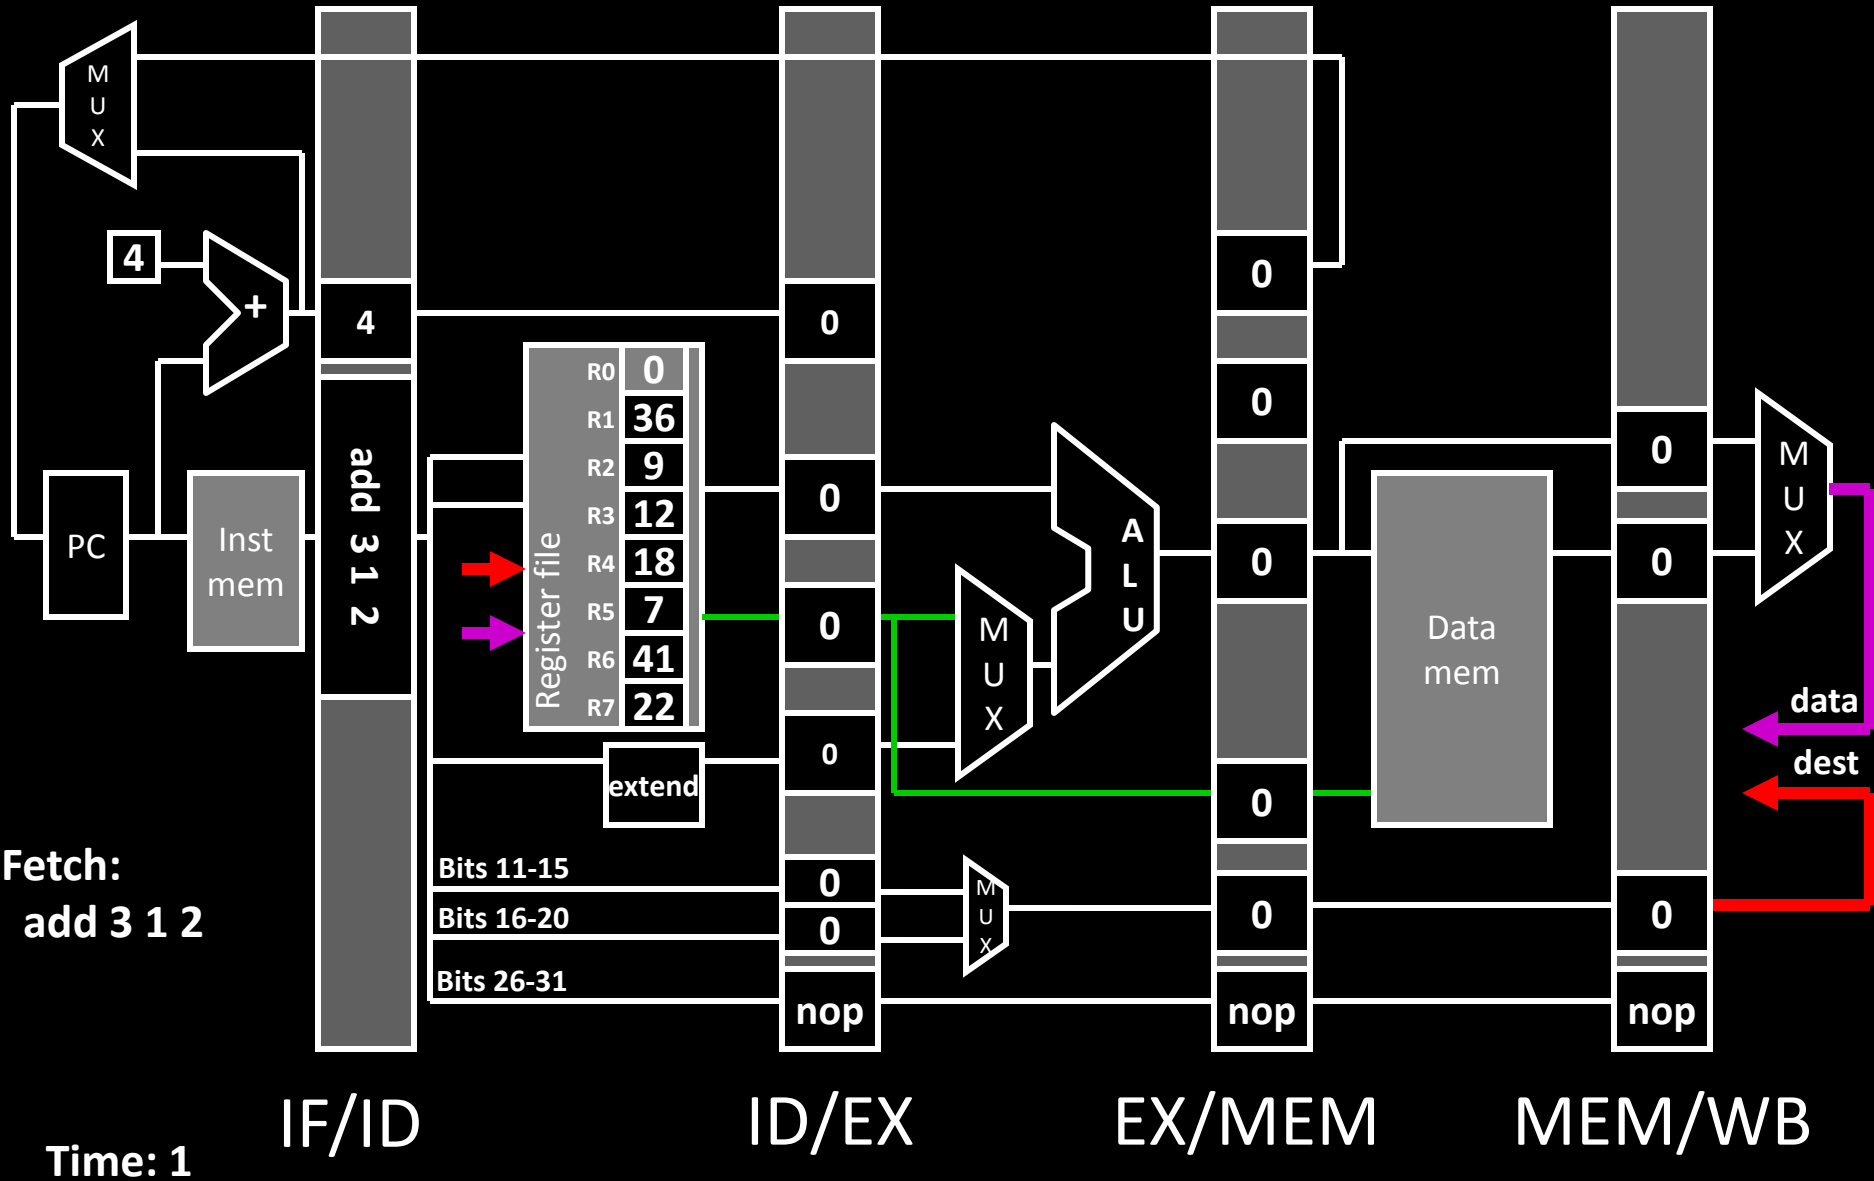 M
U
X
4
+
4
0
0
0
PC
Inst
mem
add 3 1 2
Register file
R0 0
R1 36
R2 9
R3 12
R4 18
R5 7
R6 41
R7 22
extend
0
0
0
M
U
X
A
L
U
0
0
Data
mem
0
0
M
U
X
data
dest
Fetch:
add 3 1 2
Bits 11-15
Bits 16-20
Bits 26-31
0
0
M
U
X
0
0
nop
nop
nop
IF/ID
ID/EX
EX/MEM
MEM/WB
Time: 1